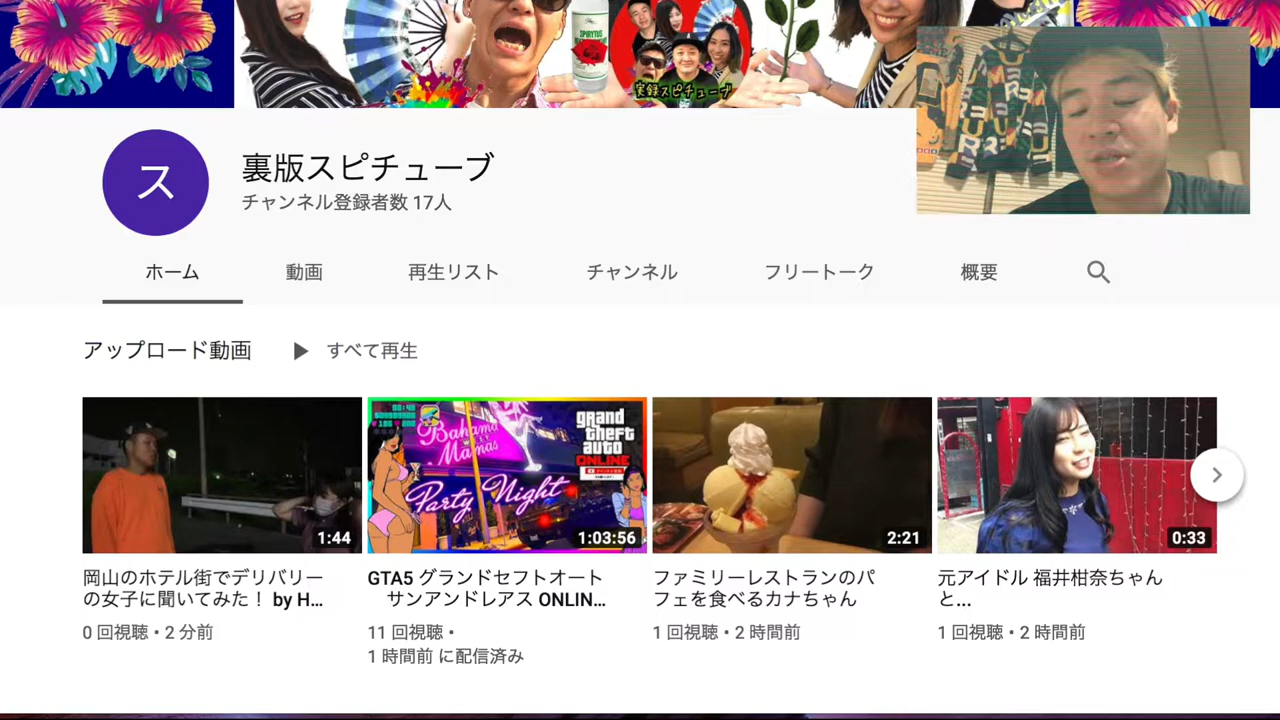 SPIRYTUS
実録スピチューブ
ス
裏版スピチューブ
チャンネル登録者数 17人
ホーム 動画 再生リスト チャンネル フリートーク 概要
アップロード動画 すべて再生
1:44
岡山のホテル街でデリバリー
の女子に聞いてみた！ by H...
0 回視聴・2 分前
Bahama
Mamas
Party Night
grand
theft
auto
ONLINE
1:03:56
GTA5 グランドセフトオート
サンアンドレアス ONLIN...
11 回視聴・
1 時間前 に配信済み
2:21
ファミリーレストランのパ
フェを食べるカナちゃん
1 回視聴・2 時間前
0:33
元アイドル 福井柑奈ちゃん
と...
1 回視聴・2 時間前